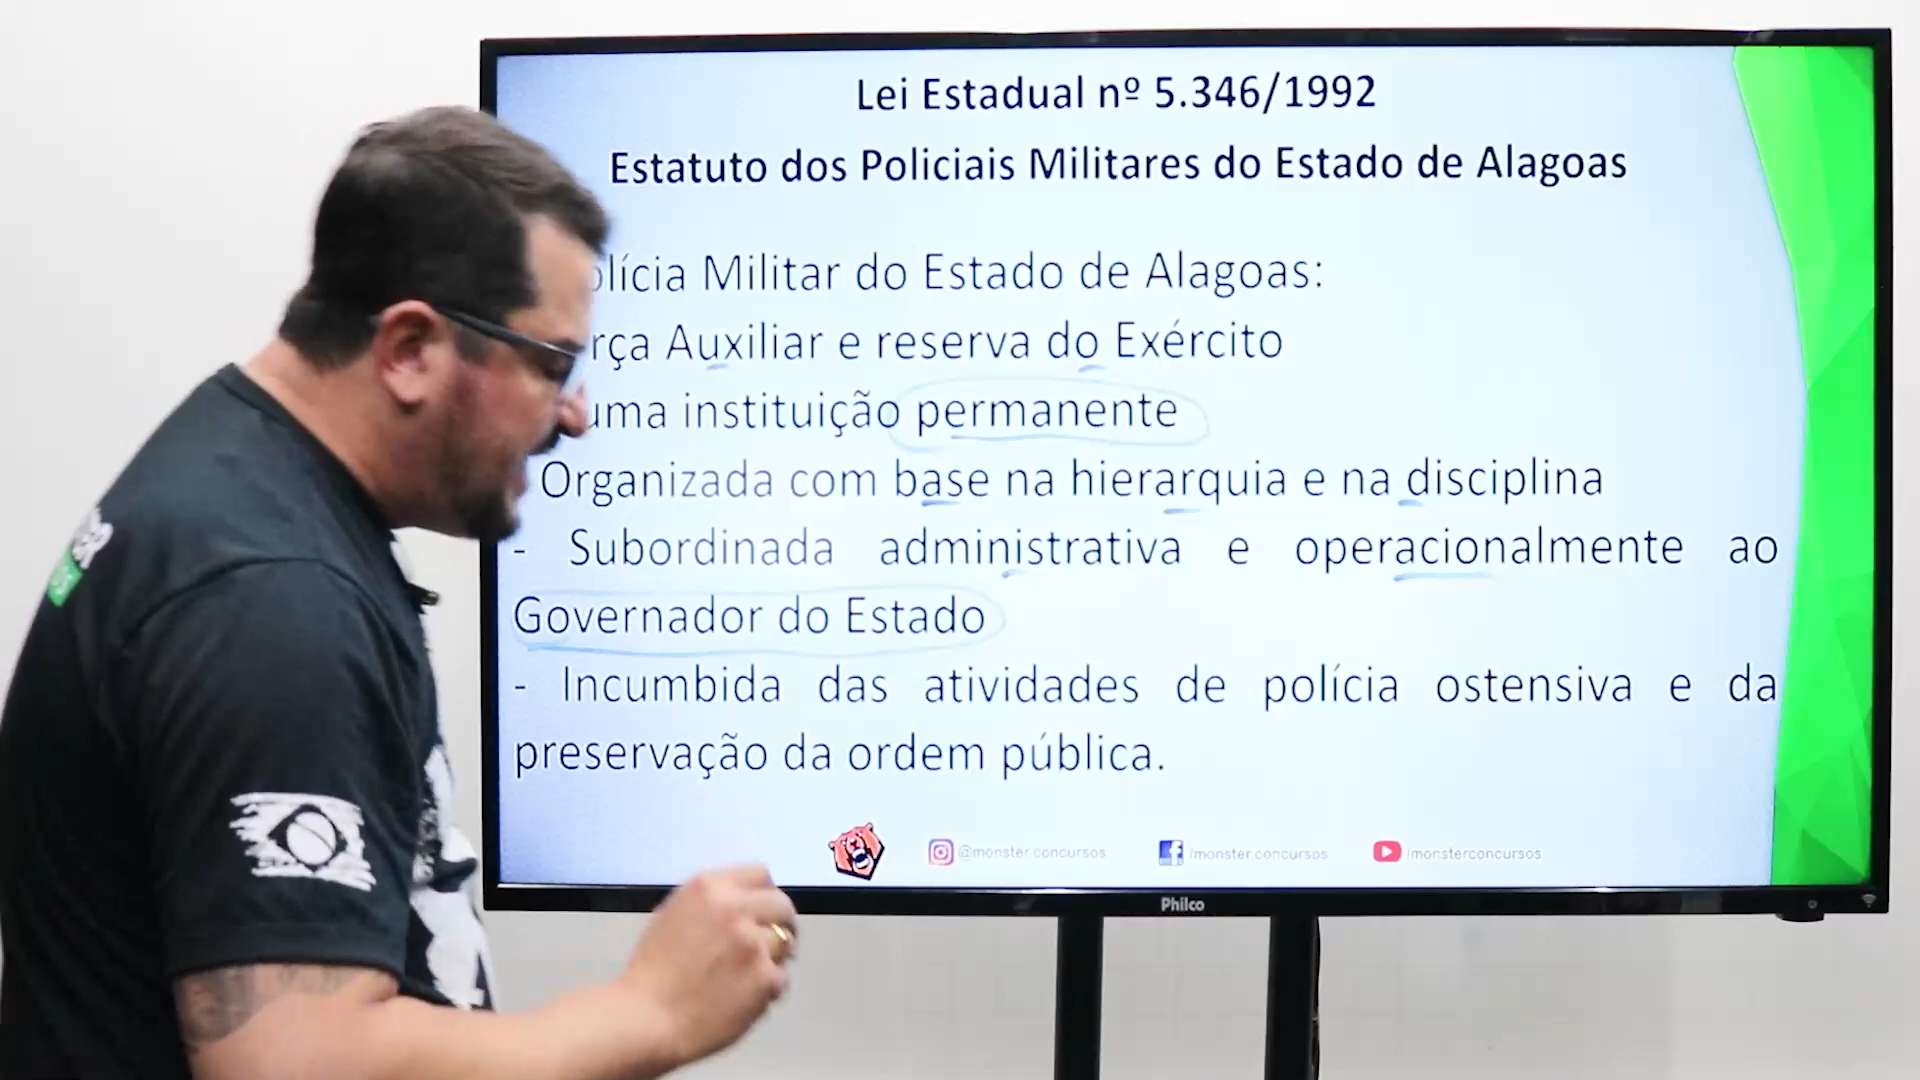 Lei Estadual nº 5.346/1992
Estatuto dos Policiais Militares do Estado de Alagoas
Militar do Estado de Alagoas:
Auxiliar e reserva do Exército
uma instituição permanente
Organizada com base na hierarquia e na disciplina
- Subordinada administrativa e operacionalmente ao
Governador do Estado
- Incumbida das atividades de polícia ostensiva e da
preservação da ordem pública.
@monster.concursos /monster.concursos /monsterconcursos
Philco